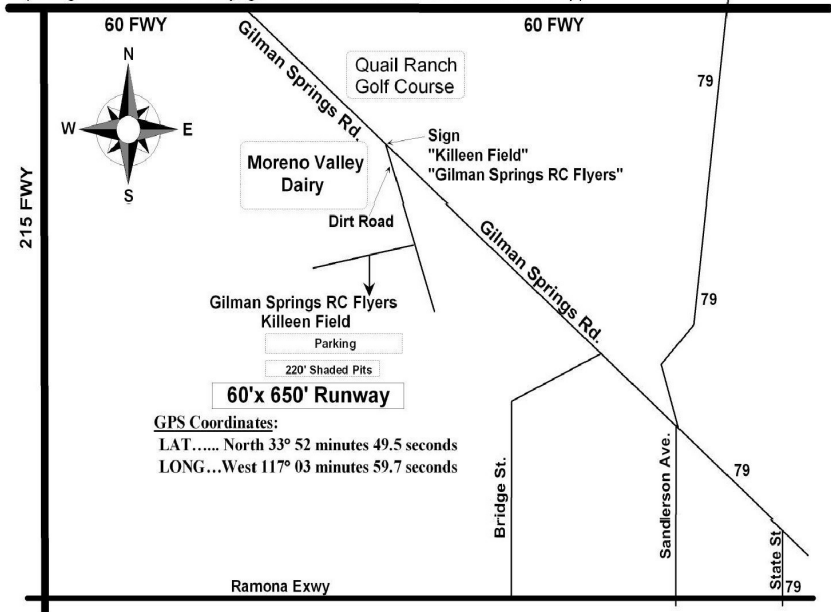 60 FWY
60 FWY
N
W
E
S
215 FWY
Gilman Springs Rd.
Quail Ranch
Golf Course
79
Sign
"Killeen Field"
"Gilman Springs RC Flyers"
Moreno Valley
Dairy
Dirt Road
Gilman Springs Rd.
79
Gilman Springs RC Flyers
Killeen Field
Parking
220' Shaded Pits
60'x 650' Runway
GPS Coordinates:
LAT...... North 33° 52 minutes 49.5 seconds
LONG...West 117° 03 minutes 59.7 seconds
Bridge St.
Sandlerson Ave.
79
State St
79
Ramona Exwy